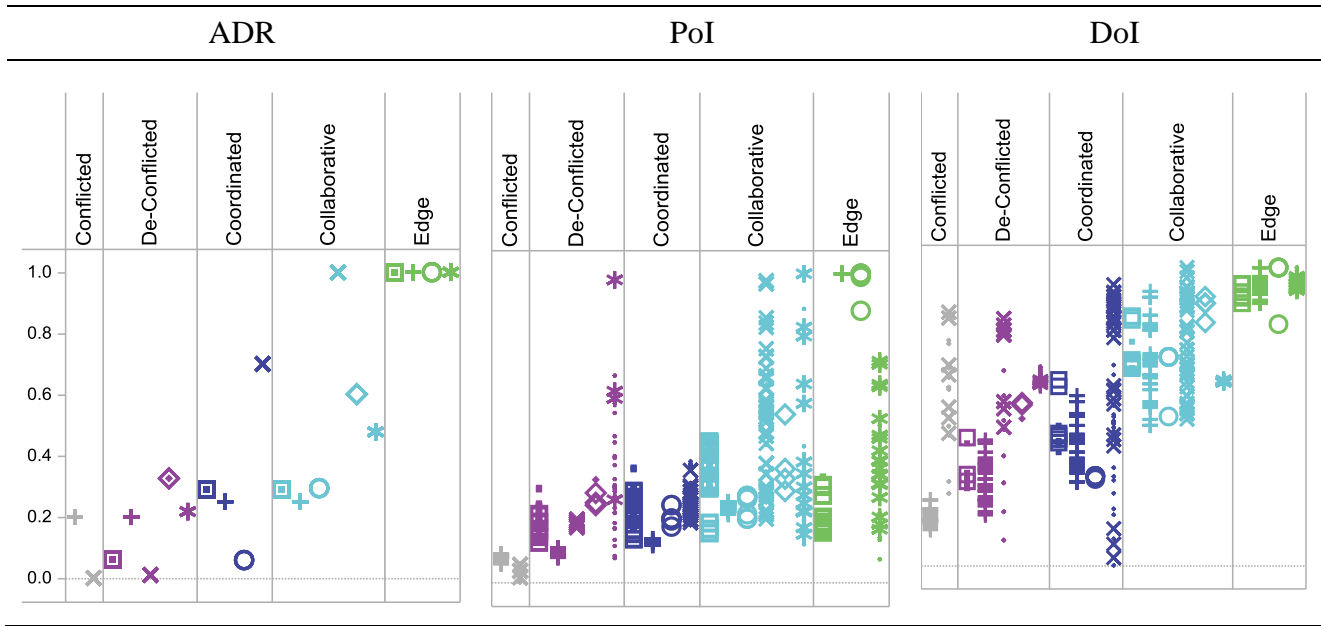 ADR PoI DoI
Conflicted
De-Conflicted
Coordinated
Collaborative
Edge
Conflicted
De-Conflicted
Coordinated
Collaborative
Edge
Conflicted
De-Conflicted
Coordinated
Collaborative
Edge
1.0
0.8
0.6
0.4
0.2
0.0